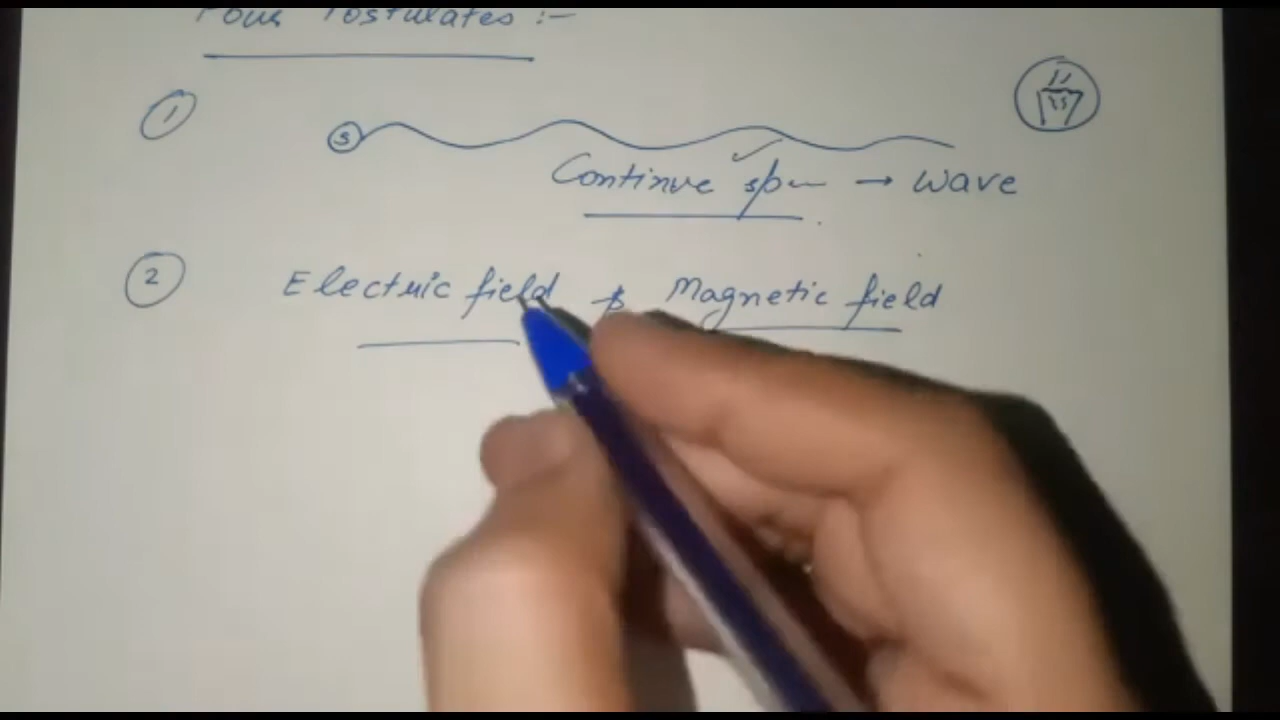 Four Postulates :-
1
S
Continue sp → wave
2 Electric field & Magnetic field